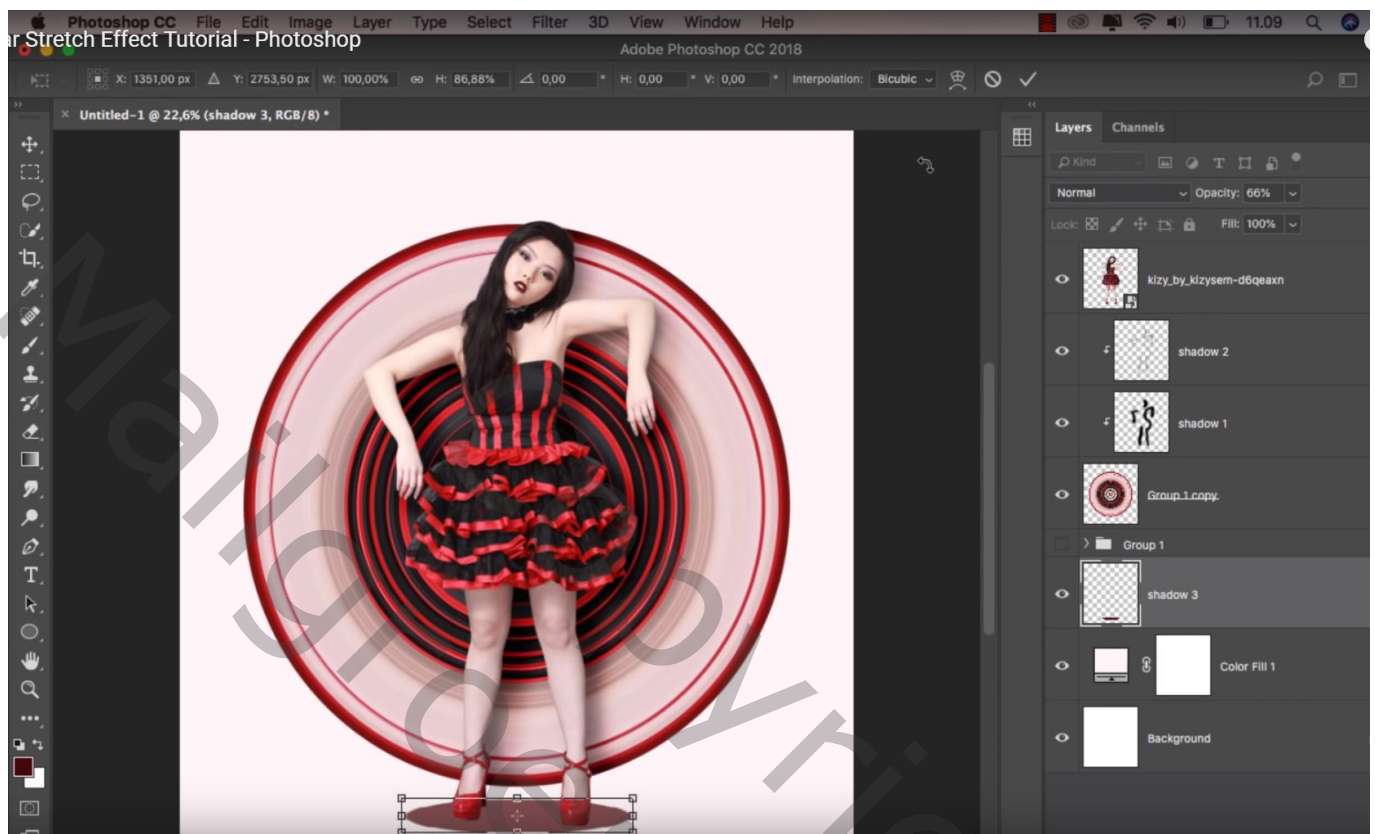 Photoshop CC File Edit Image Layer Type Select Filter 3D View Window Help 11.09
ar Stretch Effect Tutorial - Photoshop
Adobe Photoshop CC 2018
X: 1351,00 px Y: 2753,50 px W: 100,00% H: 86,88% 0,00 ° H: 0,00 ° V: 0,00 ° Interpolation: Bicubic
× Untitled-1 @ 22,6% (shadow 3, RGB/8) *
Layers Channels
Kind
Normal Opacity: 66%
Lock: Fill: 100%
kizy_by_kizysem-d6qeaxn
shadow 2
shadow 1
Group 1 copy
Group 1
shadow 3
Color Fill 1
Background